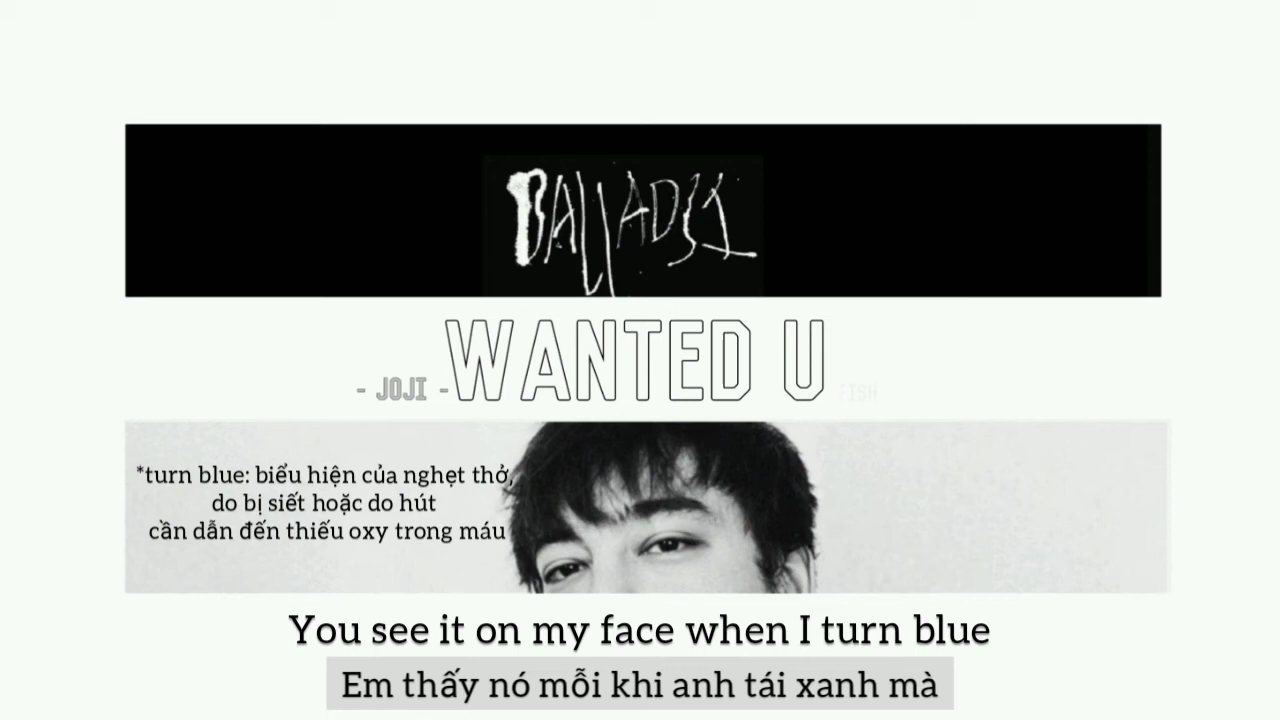 BALLADS1
WANTED U
- JOJI -
FISH
*turn blue: biểu hiện của nghẹt thở,
do bị siết hoặc do hút
cần dẫn đến thiếu oxy trong máu
You see it on my face when I turn blue
Em thấy nó mỗi khi anh tái xanh mà